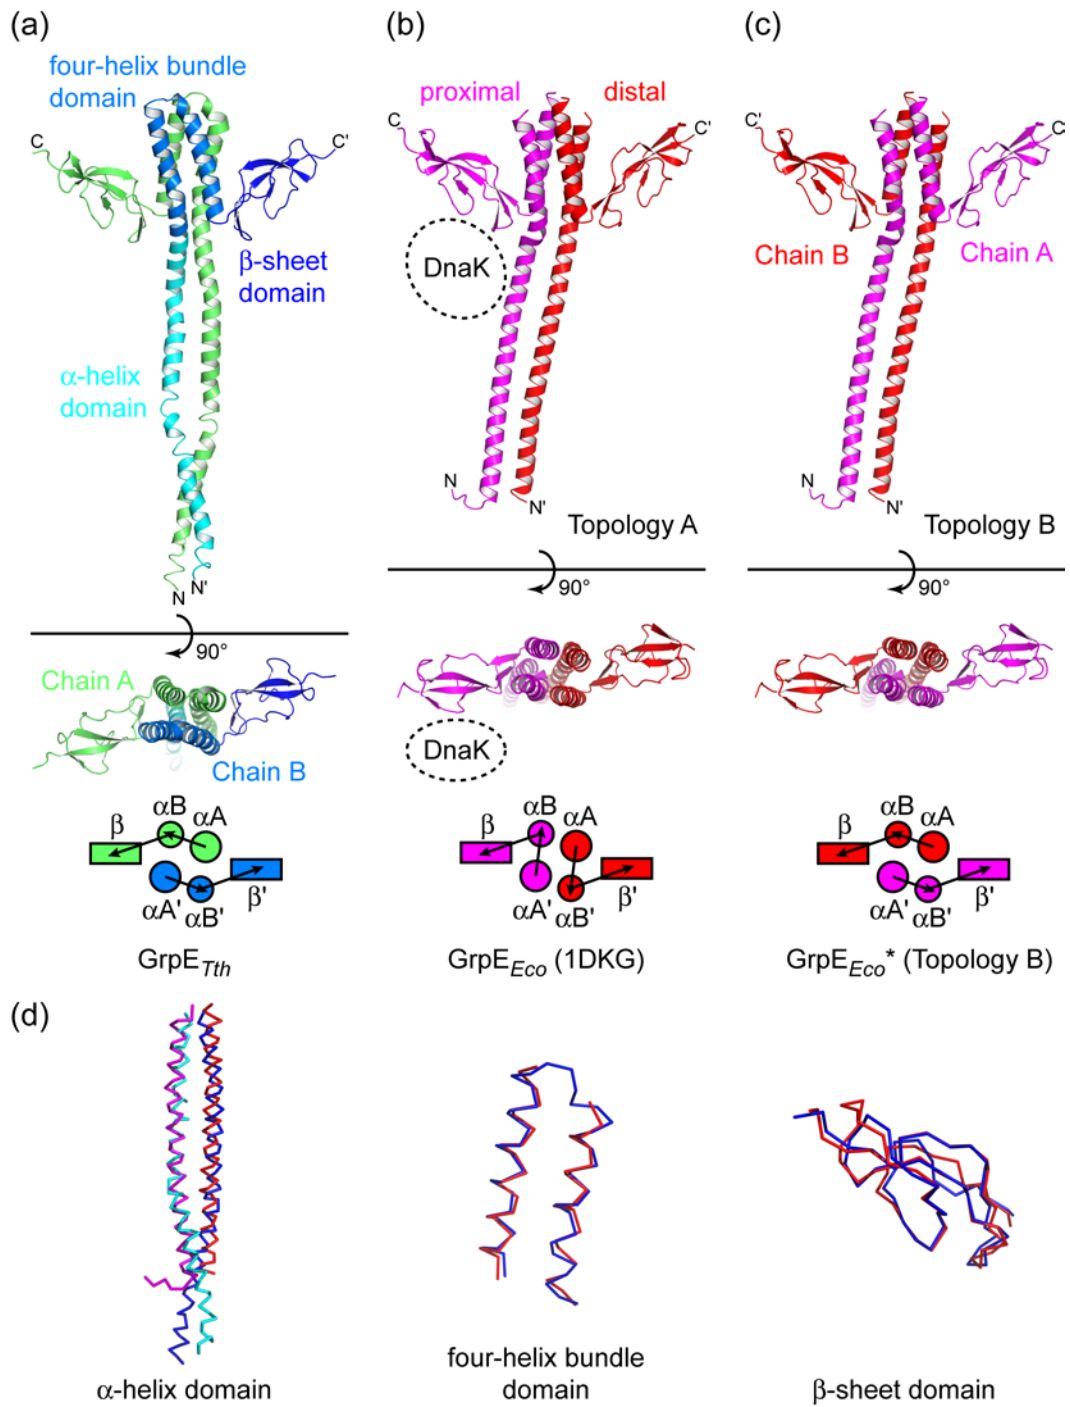 (a)
four-helix bundle
domain
C
C'
β-sheet
domain
α-helix
domain
N
N'
90°
Chain A
Chain B
αB
αA
β
αA'
αB'
β'
GrpE_Tth
(b)
proximal
distal
C
C'
DnaK
N
N'
Topology A
90°
DnaK
αB
αA
β
αA'
αB'
β'
GrpE_Eco (1DKG)
(c)
C
C'
Chain B
Chain A
N
N'
Topology B
90°
αB
αA
β
αA'
αB'
β'
GrpE_Eco* (Topology B)
(d)
α-helix domain
four-helix bundle
domain
β-sheet domain